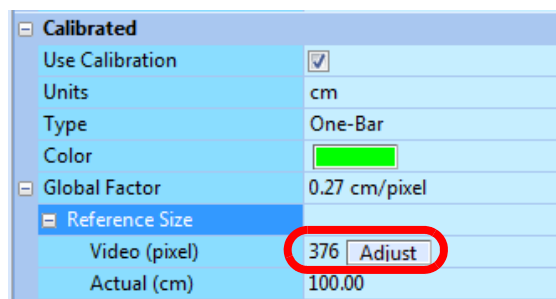 Calibrated
Use Calibration
Units cm
Type One-Bar
Color
Global Factor 0.27 cm/pixel
Reference Size
Video (pixel) 376 Adjust
Actual (cm) 100.00